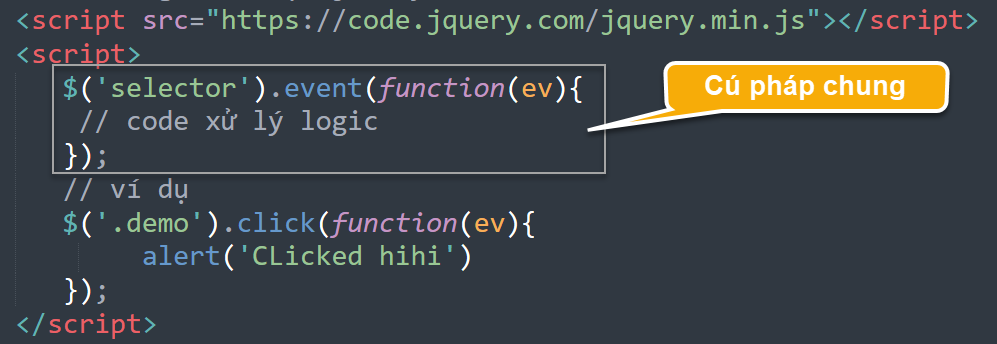 <script src="https://code.jquery.com/jquery.min.js"></script>
<script>
$('selector').event(function(ev){
Cú pháp chung
// code xử lý logic
});
// ví dụ
$('.demo').click(function(ev){
alert('CLicked hihi')
});
</script>